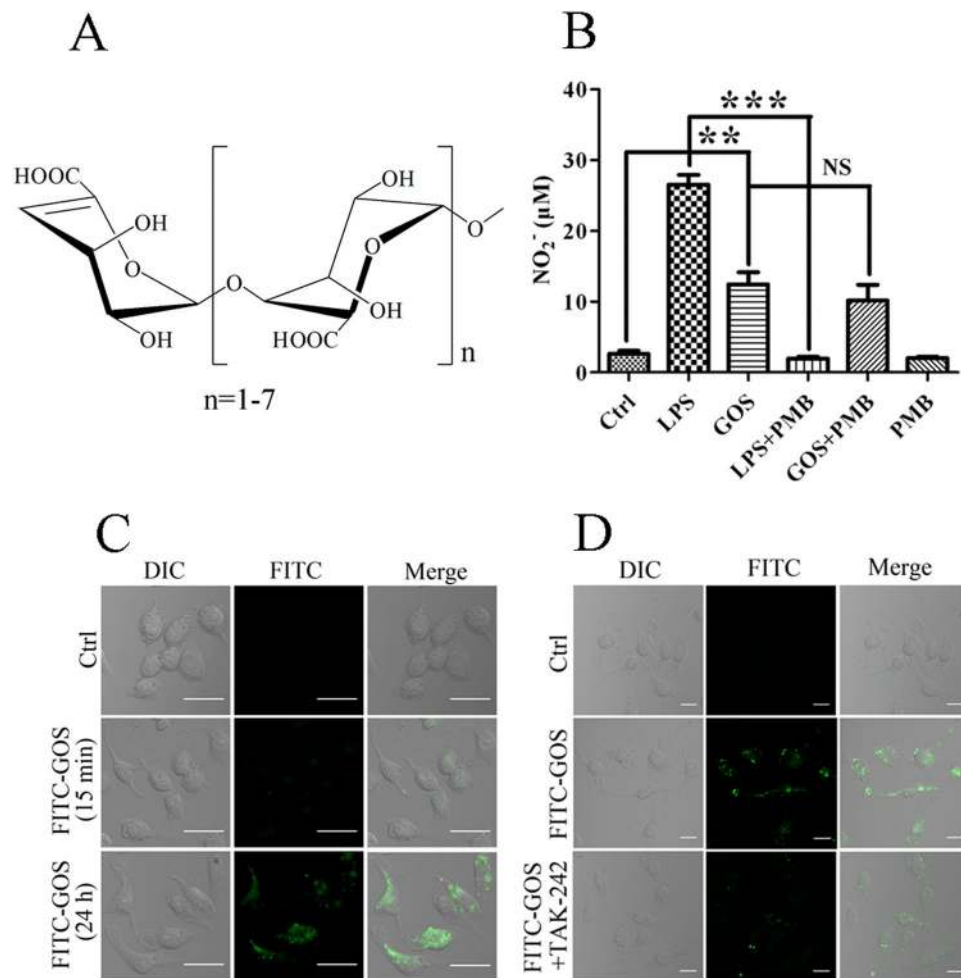 A
HOOC
OH
O
OH
O
OH
O
OH
HOOC
O
n
n=1-7
B
NO₂⁻ (μM)
40
30
20
10
0
***
**
NS
Ctrl
LPS
GOS
LPS+PMB
GOS+PMB
PMB
C
DIC FITC Merge
Ctrl
FITC-GOS
(15 min)
FITC-GOS
(24 h)
D
DIC FITC Merge
Ctrl
FITC-GOS
FITC-GOS
+TAK-242